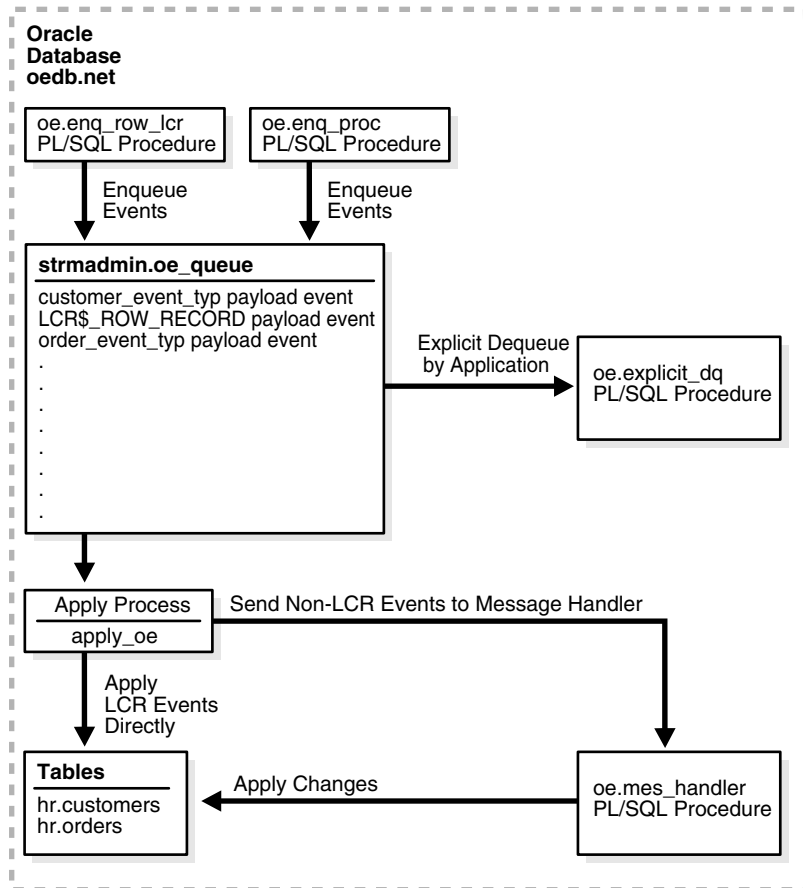 Oracle
Database
oedb.net
oe.enq_row_lcr
PL/SQL Procedure
oe.enq_proc
PL/SQL Procedure
Enqueue
Events
Enqueue
Events
strmadmin.oe_queue
customer_event_typ payload event
LCR$_ROW_RECORD payload event
order_event_typ payload event
.
.
.
.
.
.
.
.
Explicit Dequeue
by Application
oe.explicit_dq
PL/SQL Procedure
Apply Process
apply_oe
Send Non-LCR Events to Message Handler
Apply
LCR Events
Directly
Tables
hr.customers
hr.orders
Apply Changes
oe.mes_handler
PL/SQL Procedure